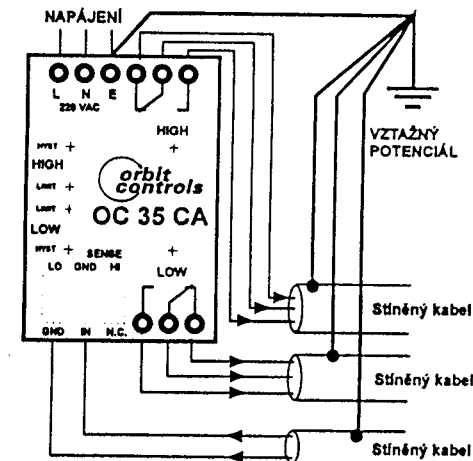 NAPÁJENÍ
L N E
220 VAC
HIGH
HYST
HIGH
LIMIT
LIMIT
LOW
HYST
orbit
controls
OC 35 CA
SENSE
LO GND HI
LOW
GND IN N.C.
VZTAŽNÝ
POTENCIÁL
Stíněný kabel
Stíněný kabel
Stíněný kabel